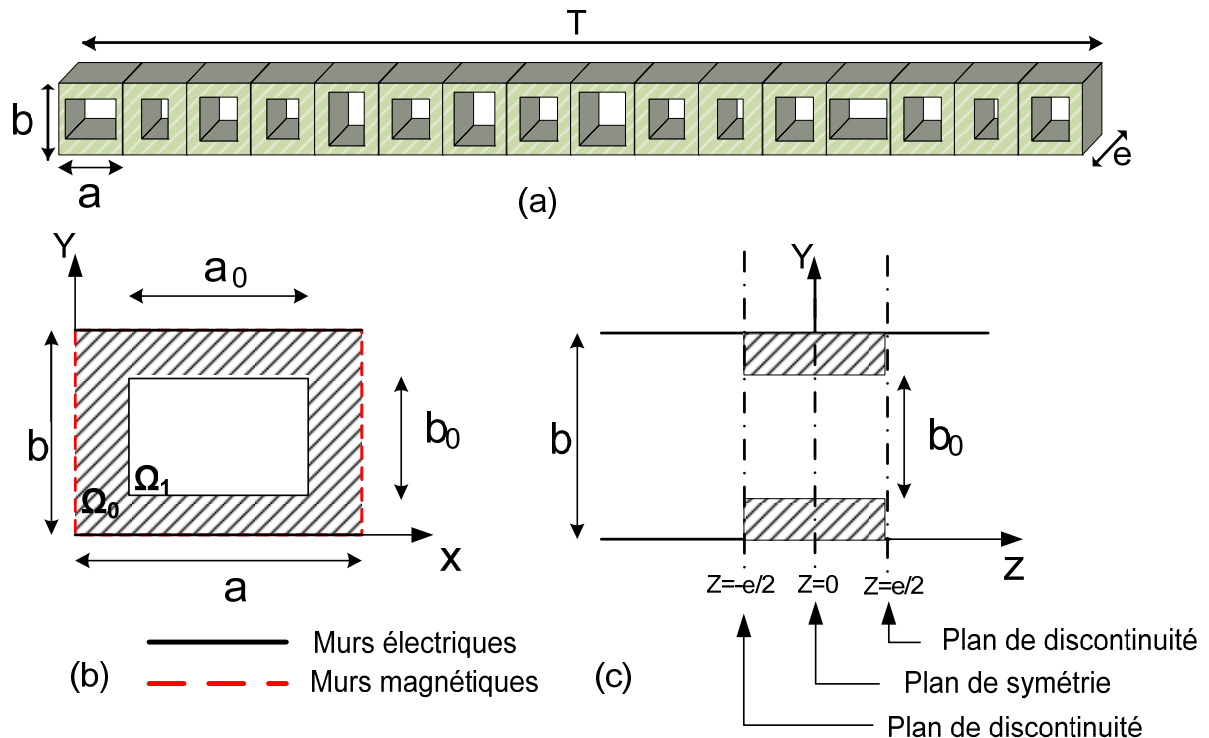 T
b
a
e
(a)
Y
a0
b
b0
Ω1
Ω0
X
a
(b)
Murs électriques
Murs magnétiques
Y
b
b0
Z
Z=-e/2
Z=0
Z=e/2
(c)
Plan de discontinuité
Plan de symétrie
Plan de discontinuité